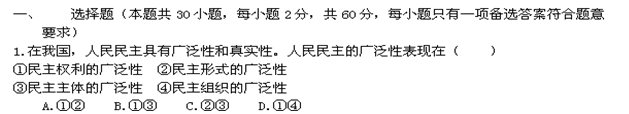 一、 选择题（本题共 30 小题，每小题 2 分，共 60 分，每小题只有一项备选答案符合题意
要求）
1.在我国，人民民主具有广泛性和真实性。人民民主的广泛性表现在（ ）
①民主权利的广泛性 ②民主形式的广泛性
③民主主体的广泛性 ④民主组织的广泛性
A.①② B.①③ C.②③ D.①④